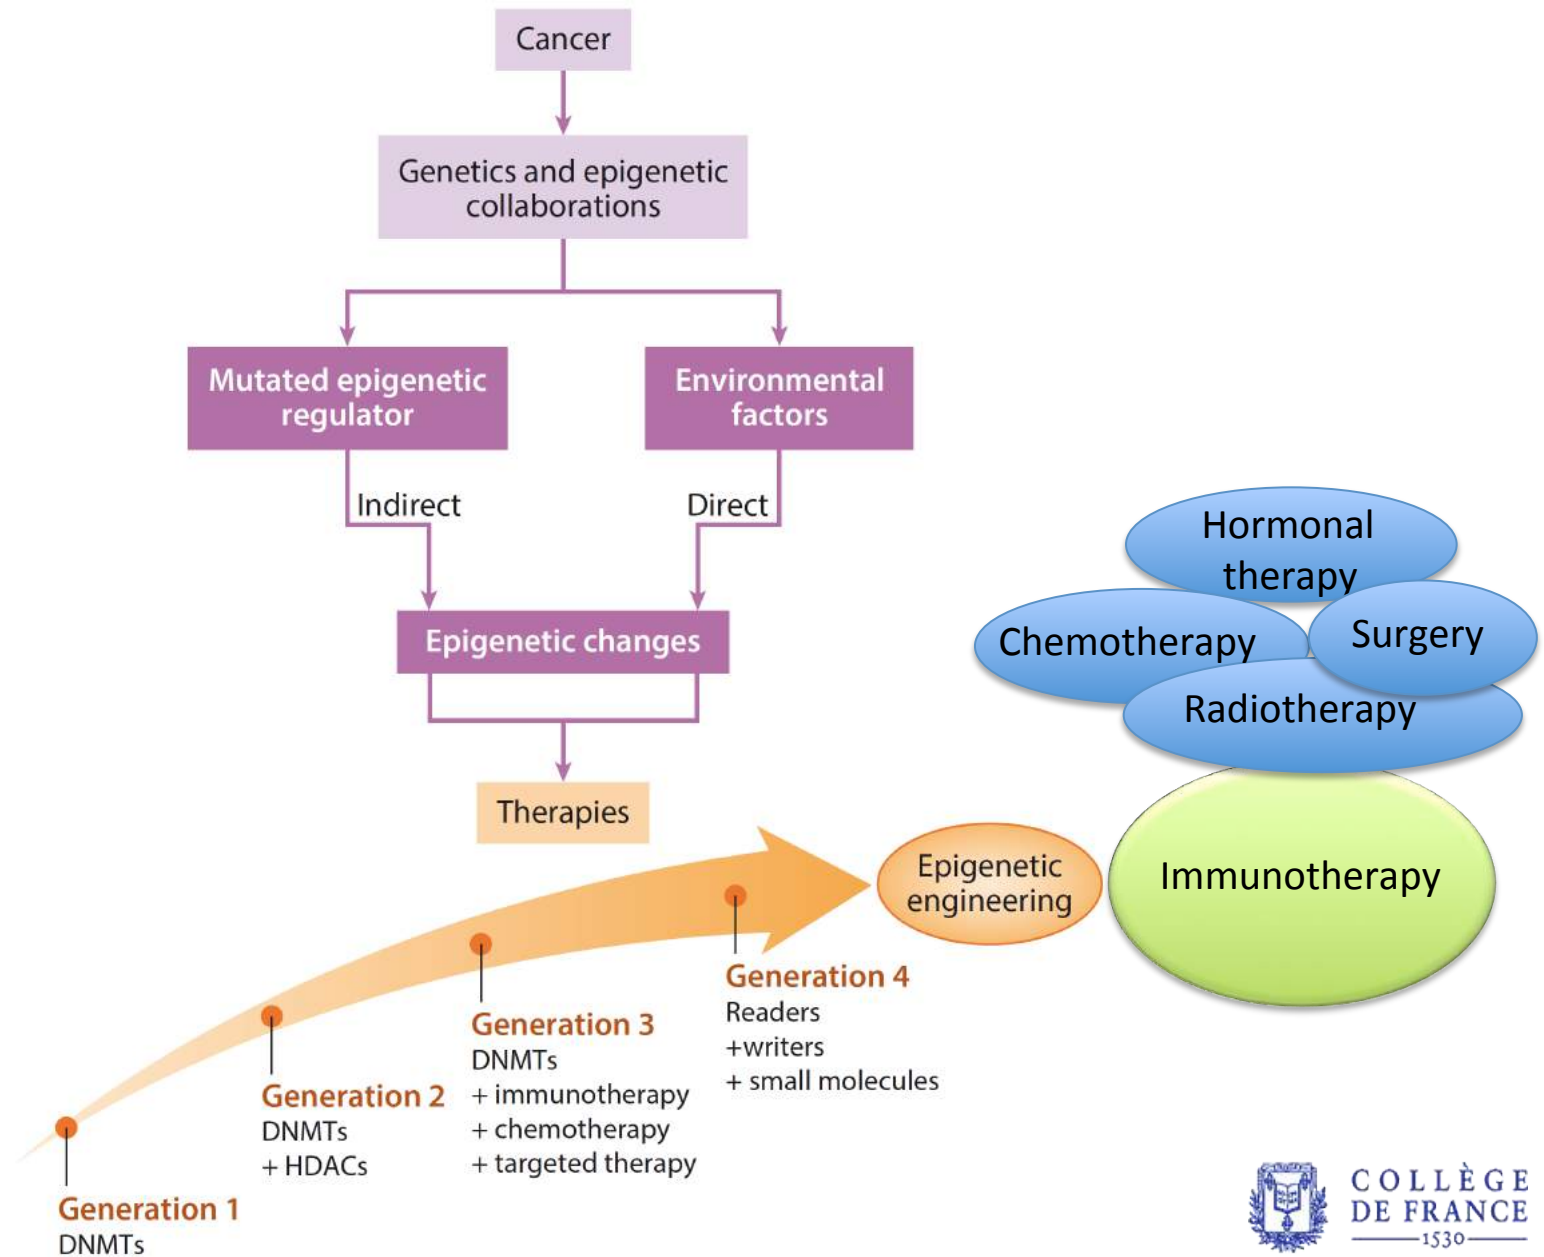 Cancer
Genetics and epigenetic
collaborations
Mutated epigenetic
regulator
Environmental
factors
Indirect
Direct
Epigenetic changes
Therapies
Hormonal
therapy
Chemotherapy
Surgery
Radiotherapy
Immunotherapy
Epigenetic
engineering
Generation 1
DNMTs
Generation 2
DNMTs
+ HDACs
Generation 3
DNMTs
+ immunotherapy
+ chemotherapy
+ targeted therapy
Generation 4
Readers
+writers
+ small molecules
COLLÈGE
DE FRANCE
1530